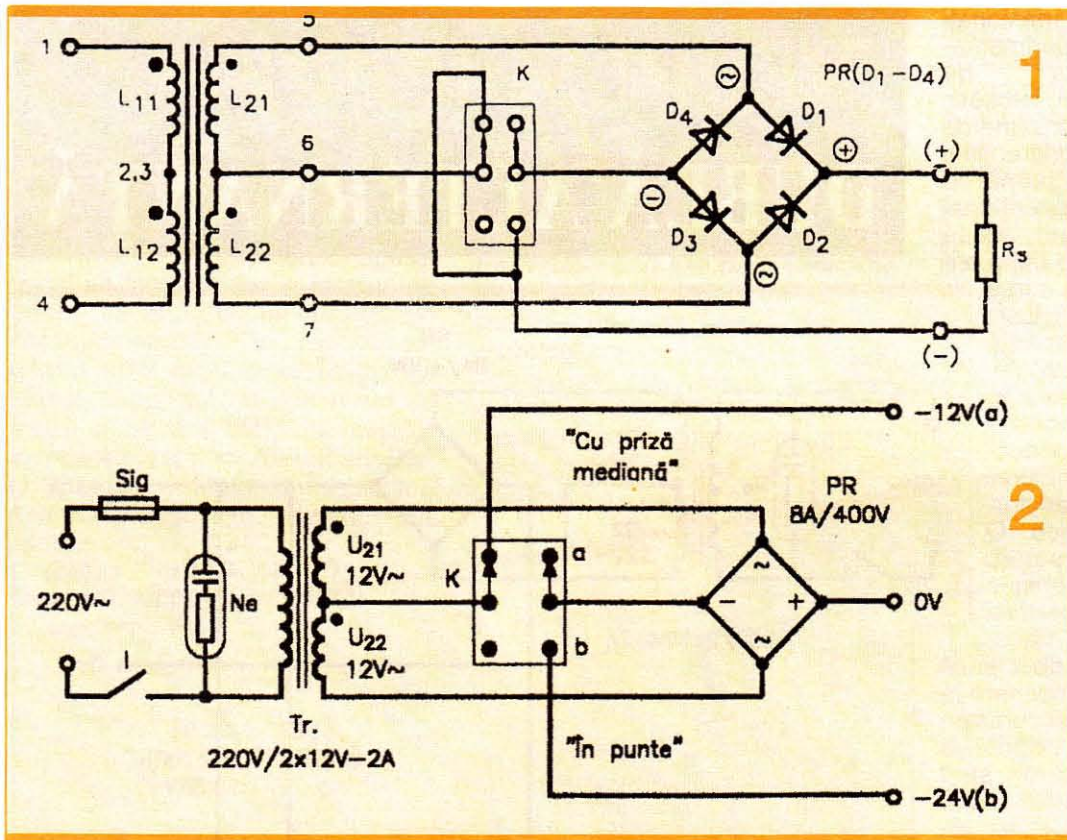 1
5
K
PR(D1-D4)
1
L11
L21
D4
D1
6
(+)
2,3
L12
L22
D3
D2
Rs
4
7
(-)
-12V(a)
"Cu priză
mediană"
Sig
PR
8A/400V
2
U21
12V~
K
a
220V~
Ne
- ~ + ~
0V
U22
12V~
b
I
Tr.
220V/2x12V-2A
"în punte"
-24V(b)